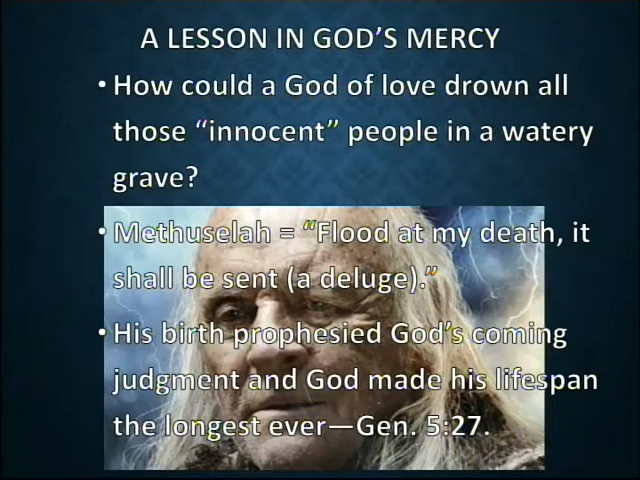 A LESSON IN GOD'S MERCY
• How could a God of love drown all
those “innocent” people in a watery
grave?
• Methuselah = “Flood at my death, it
shall be sent (a deluge).”
• His birth prophesied God's coming
judgment and God made his lifespan
the longest ever—Gen. 5:27.